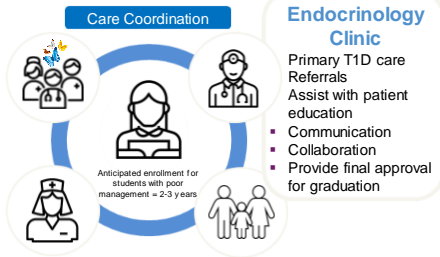 Care Coordination
Anticipated enrollment for
students with poor
management = 2-3 years
Endocrinology
Clinic
Primary T1D care
Referrals
Assist with patient
education
▪ Communication
▪ Collaboration
▪ Provide final approval
for graduation